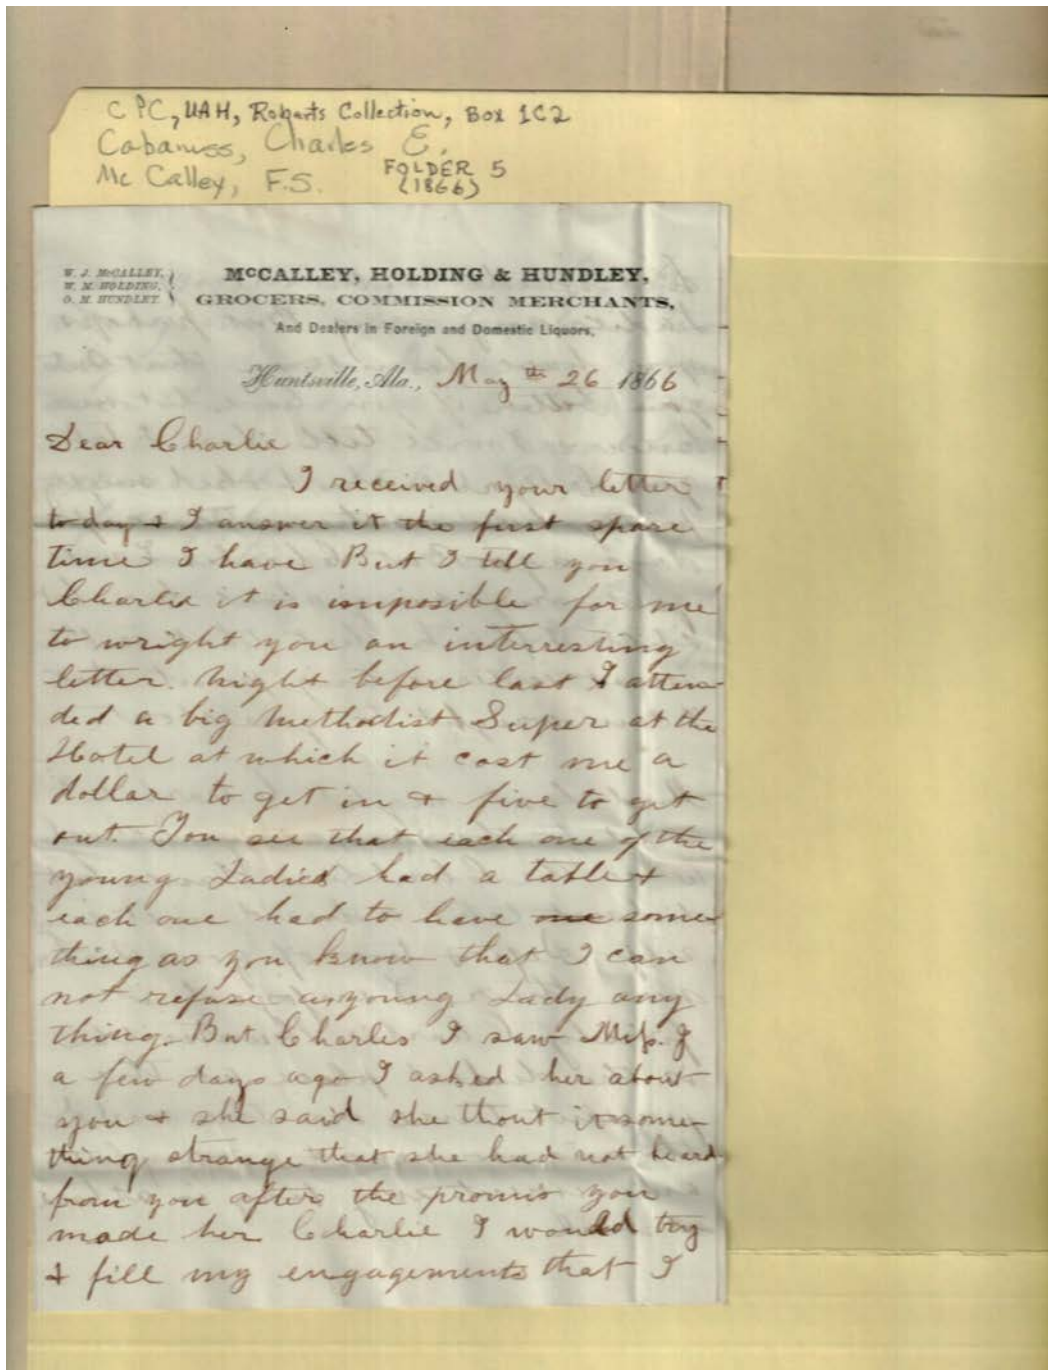 CPC, UAH, Roberts Collection, Box 1C2
Cabaniss, Charles E.
McCalley, F.S. FOLDER 5
(1866)
W. J. McCALLEY,
W. M. HOLDING,
O. M. HUNDLEY.
McCALLEY, HOLDING & HUNDLEY,
GROCERS, COMMISSION MERCHANTS,
And Dealers in Foreign and Domestic Liquors,
Huntsville, Ala., May th 26 1866
Dear Charlie
I received your letter
to day & I answer it the first spare
time I have But I tell you
Charlie it is imposible for me
to wright you an interresting
letter. Night before last I atten-
ded a big Methodist Super at the
Hotel at which it cost me a
dollar to get in & five to get
out. You see that each one of the
young Ladies had a table &
each one had to have me some
thing as you know that I can
not refuse a young Lady any
thing. But Charles I saw Miss. J
a few days ago I asked her about
you & she said she thout it some-
thing strange that she had not heard
from you after the promis you
made her Charlie I would try
& fill my engagements that I